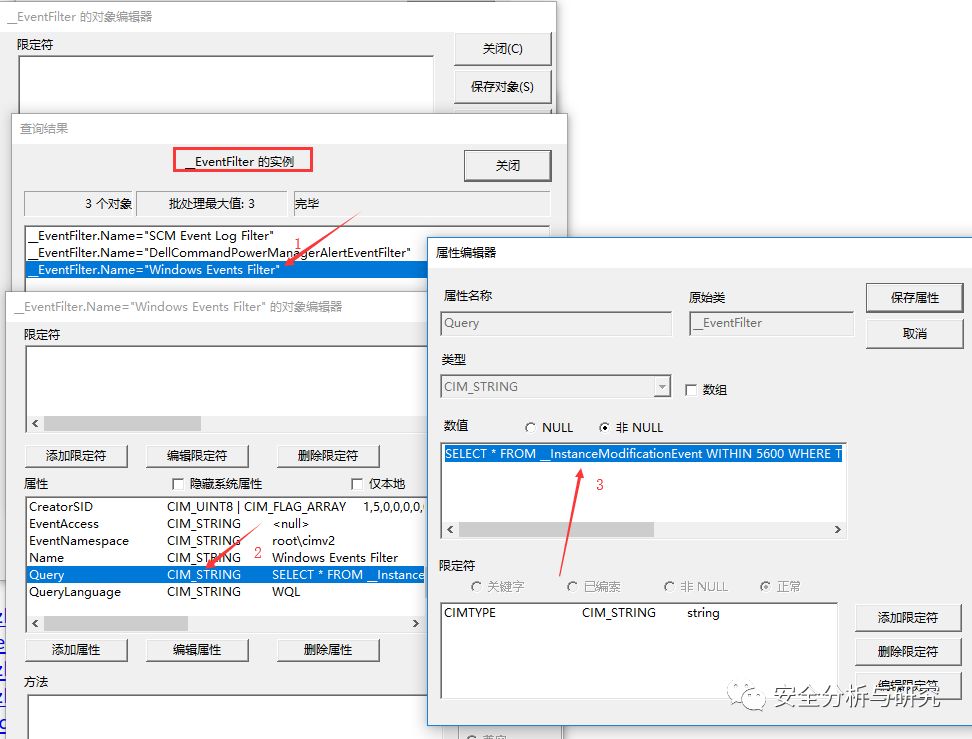 __EventFilter 的对象编辑器
限定符
关闭(C)
保存对象(S)
查询结果
__EventFilter 的实例
关闭
3 个对象
批处理最大值: 3
完毕
__EventFilter.Name="SCM Event Log Filter"
1
__EventFilter.Name="DellCommandPowerManagerAlertEventFilter"
__EventFilter.Name="Windows Events Filter"
__EventFilter.Name="Windows Events Filter" 的对象编辑器
限定符
添加限定符
编辑限定符
删除限定符
属性
隐藏系统属性
仅本地
CreatorSID CIM_UINT8 | CIM_FLAG_ARRAY 1,5,0,0,0,0,
EventAccess CIM_STRING <null>
EventNamespace CIM_STRING root\cimv2
Name CIM_STRING Windows Events Filter
2
Query CIM_STRING SELECT * FROM __Instance
QueryLanguage CIM_STRING WQL
添加属性
编辑属性
删除属性
方法
属性编辑器
属性名称
原始类
保存属性
Query
__EventFilter
取消
类型
CIM_STRING
数组
数值
NULL
非 NULL
SELECT * FROM __InstanceModificationEvent WITHIN 5600 WHERE T
3
限定符
关键字
已编索
非 NULL
正常
CIMTYPE CIM_STRING string
添加限定符
删除限定符
编辑限定符
安全分析与研究